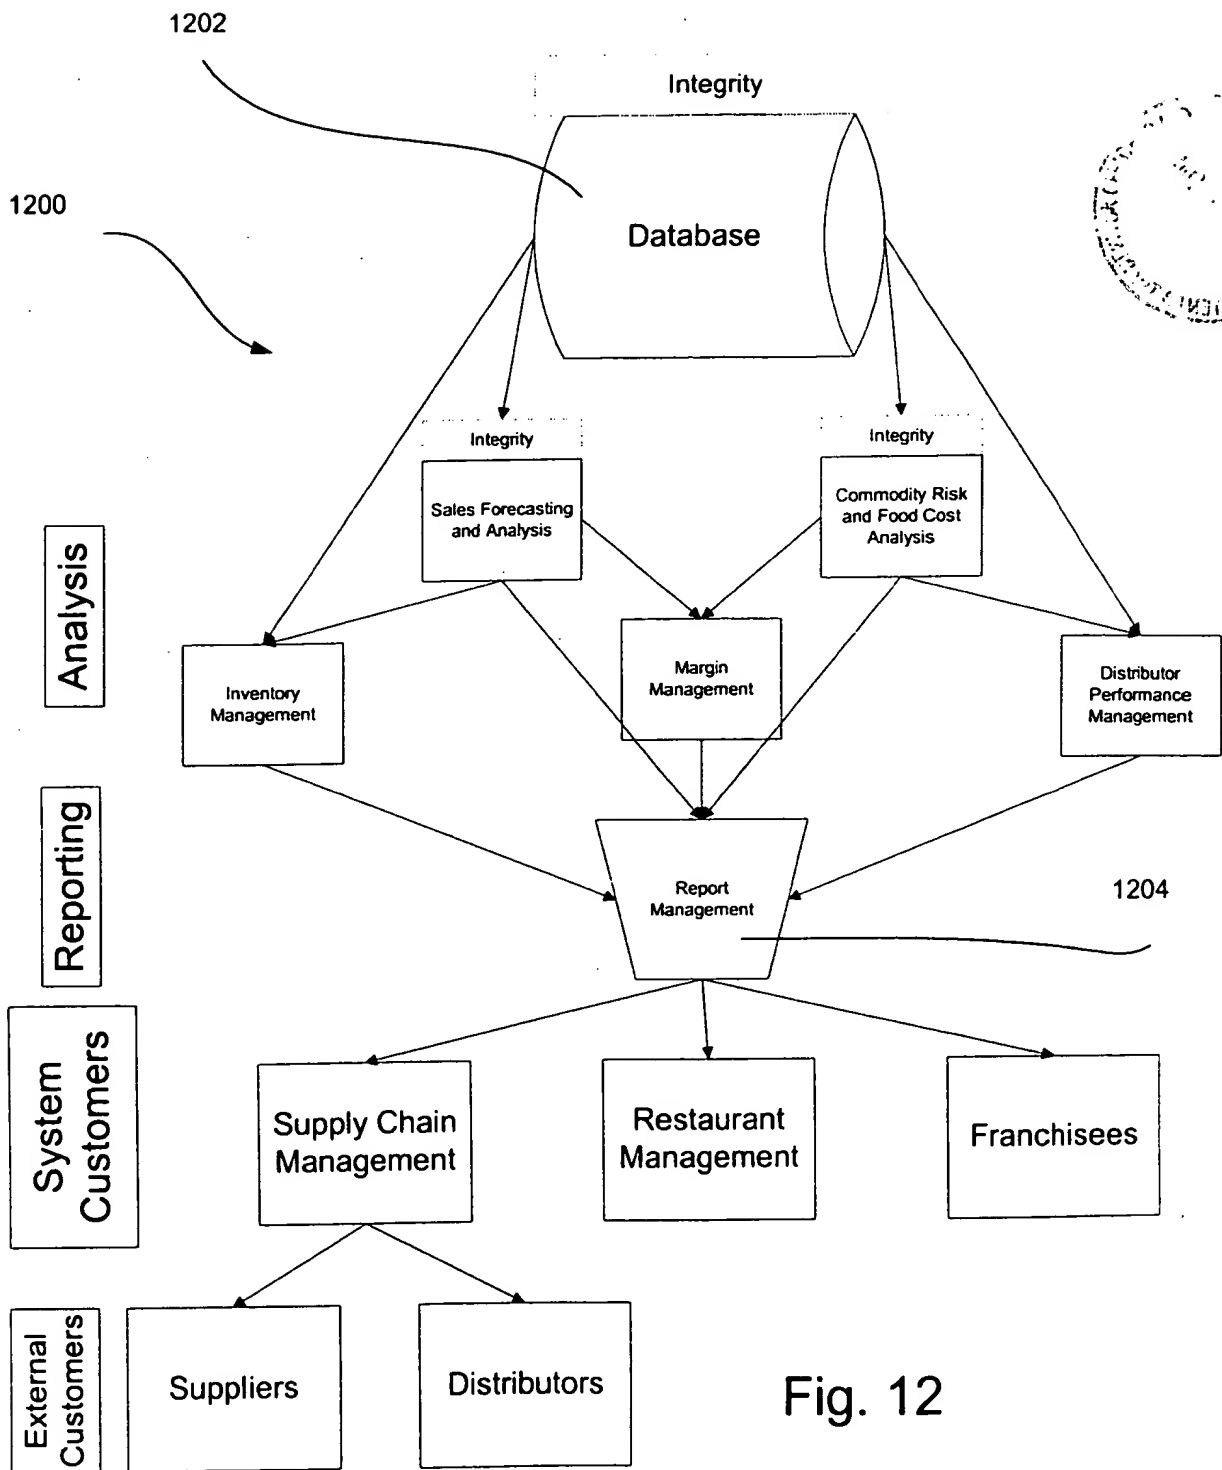 1202
Integrity
1200
Database
Integrity
Integrity
Sales Forecasting
and Analysis
Commodity Risk
and Food Cost
Analysis
Analysis
Inventory
Management
Margin
Management
Distributor
Performance
Management
Reporting
Report
Management
1204
System
Customers
Supply Chain
Management
Restaurant
Management
Franchisees
External
Customers
Suppliers
Distributors
Fig. 12